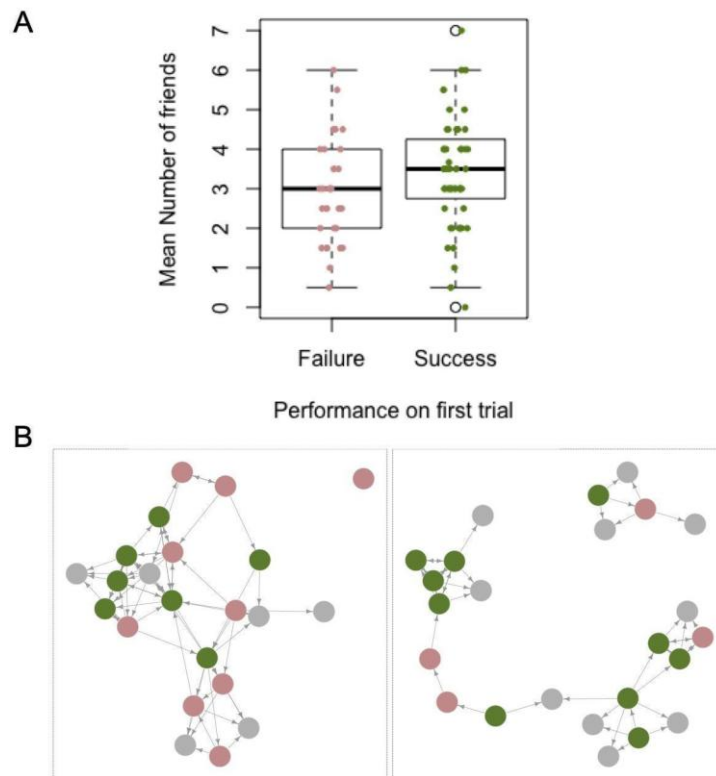 A
Mean Number of friends
7
6
5
4
3
2
1
0
Failure Success
Performance on first trial
B